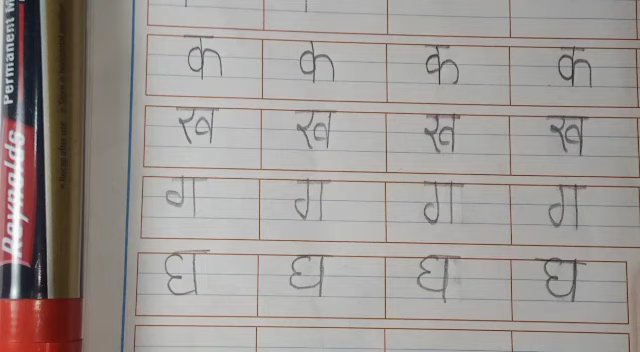 क क क क
ख ख ख ख
ग ग ग ग
घ घ घ घ
Reynolds
Permanent M